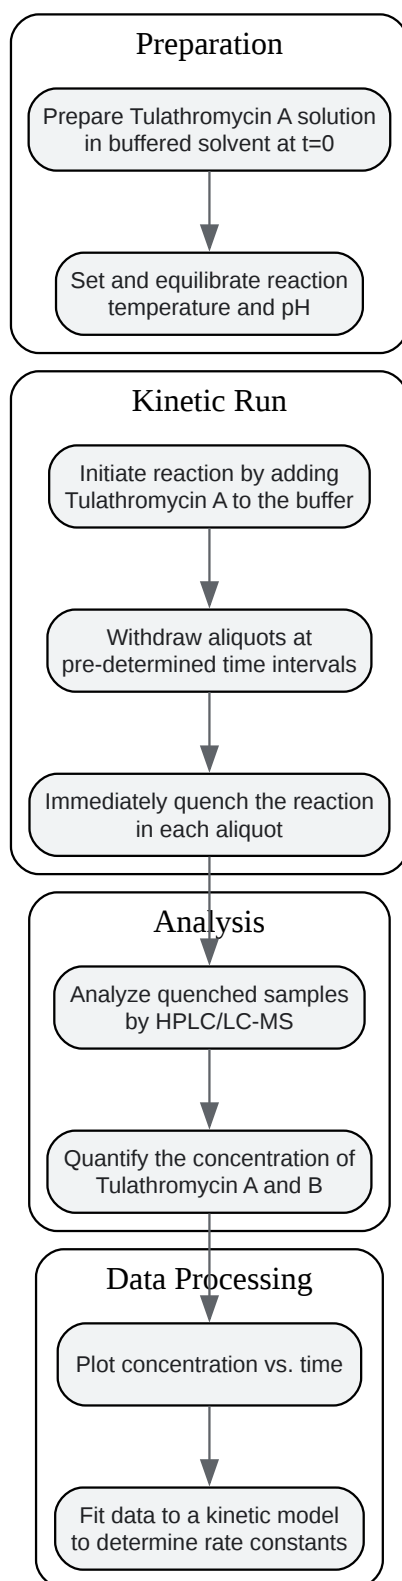 Preparation
Prepare Tulathromycin A solution
in buffered solvent at t=0
Set and equilibrate reaction
temperature and pH
Kinetic Run
Initiate reaction by adding
Tulathromycin A to the buffer
Withdraw aliquots at
pre-determined time intervals
Immediately quench the reaction
in each aliquot
Analysis
Analyze quenched samples
by HPLC/LC-MS
Quantify the concentration of
Tulathromycin A and B
Data Processing
Plot concentration vs. time
Fit data to a kinetic model
to determine rate constants